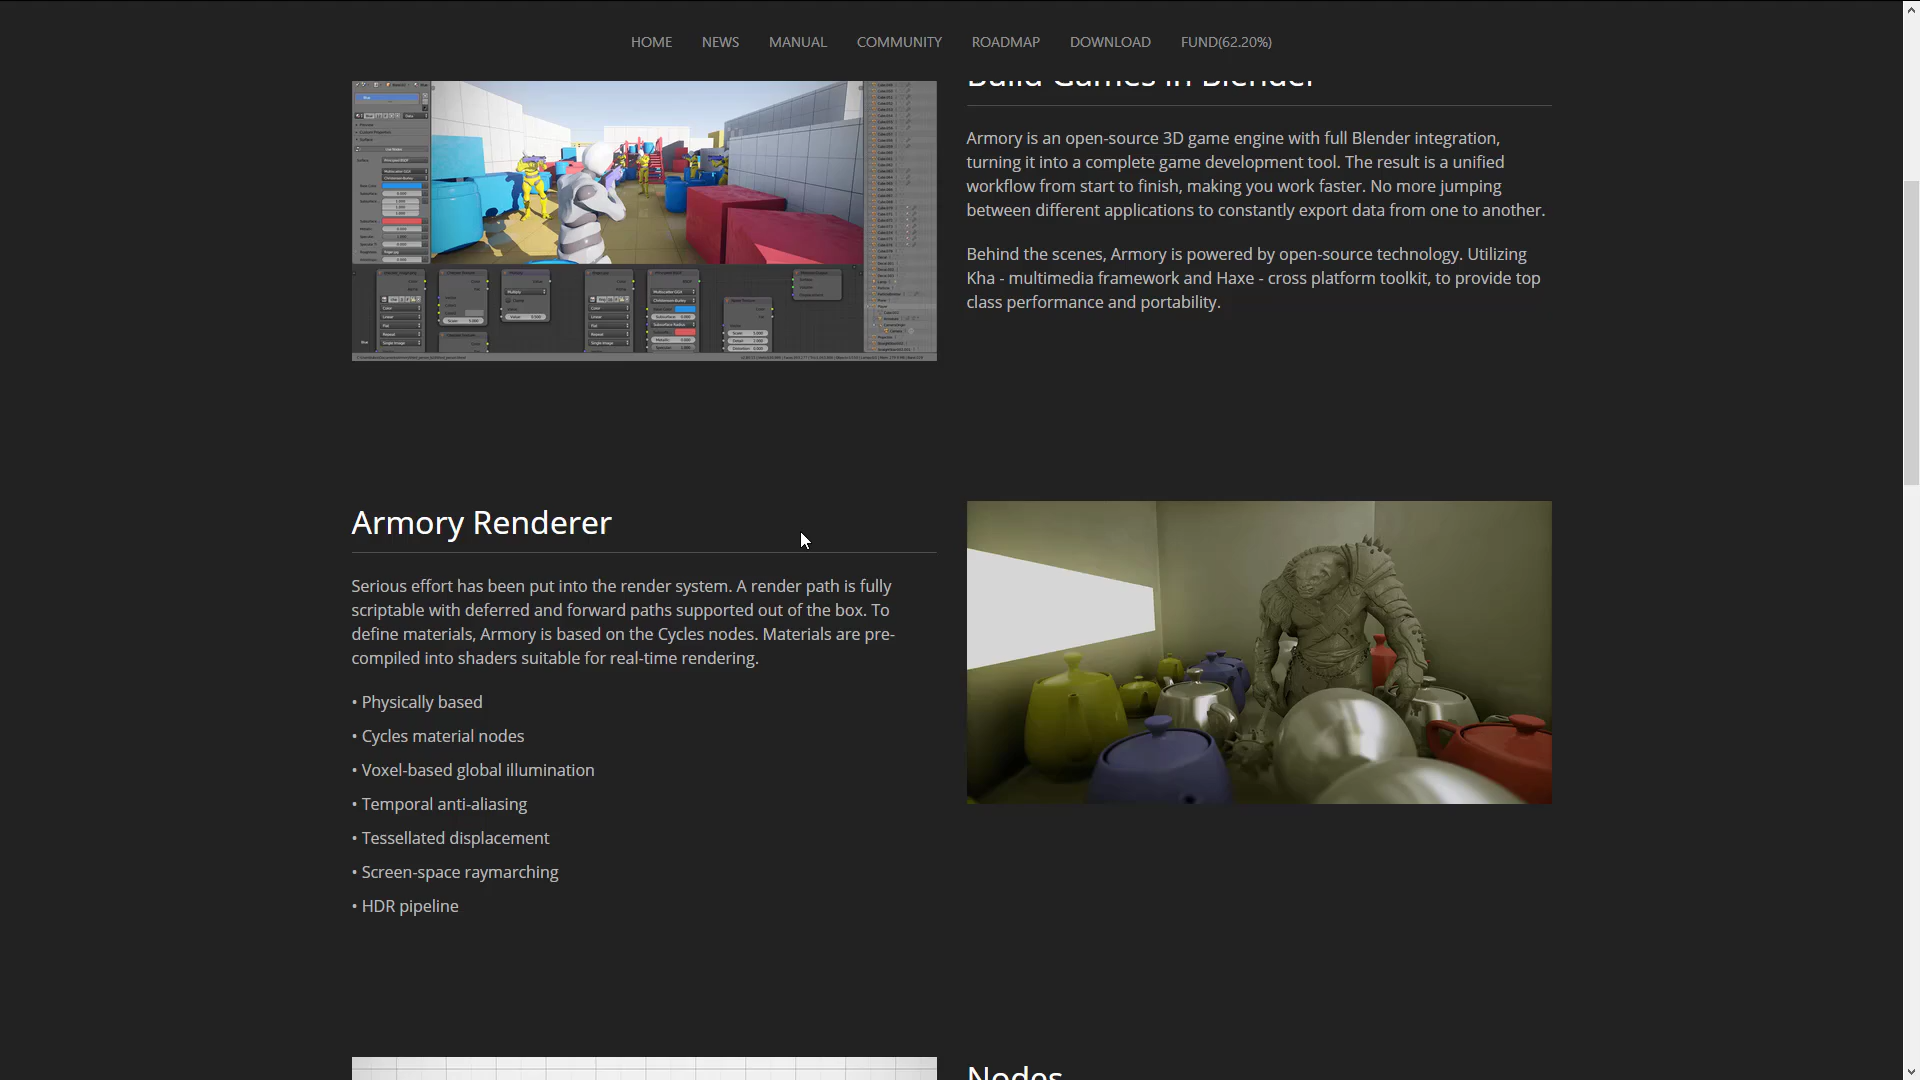 HOME NEWS MANUAL COMMUNITY ROADMAP DOWNLOAD FUND(62.20%)
Build Games in Blender
Armory is an open-source 3D game engine with full Blender integration,
turning it into a complete game development tool. The result is a unified
workflow from start to finish, making you work faster. No more jumping
between different applications to constantly export data from one to another.
Behind the scenes, Armory is powered by open-source technology. Utilizing
Kha - multimedia framework and Haxe - cross platform toolkit, to provide top
class performance and portability.
Armory Renderer
Serious effort has been put into the render system. A render path is fully
scriptable with deferred and forward paths supported out of the box. To
define materials, Armory is based on the Cycles nodes. Materials are pre-
compiled into shaders suitable for real-time rendering.
• Physically based
• Cycles material nodes
• Voxel-based global illumination
• Temporal anti-aliasing
• Tessellated displacement
• Screen-space raymarching
• HDR pipeline
Nodes